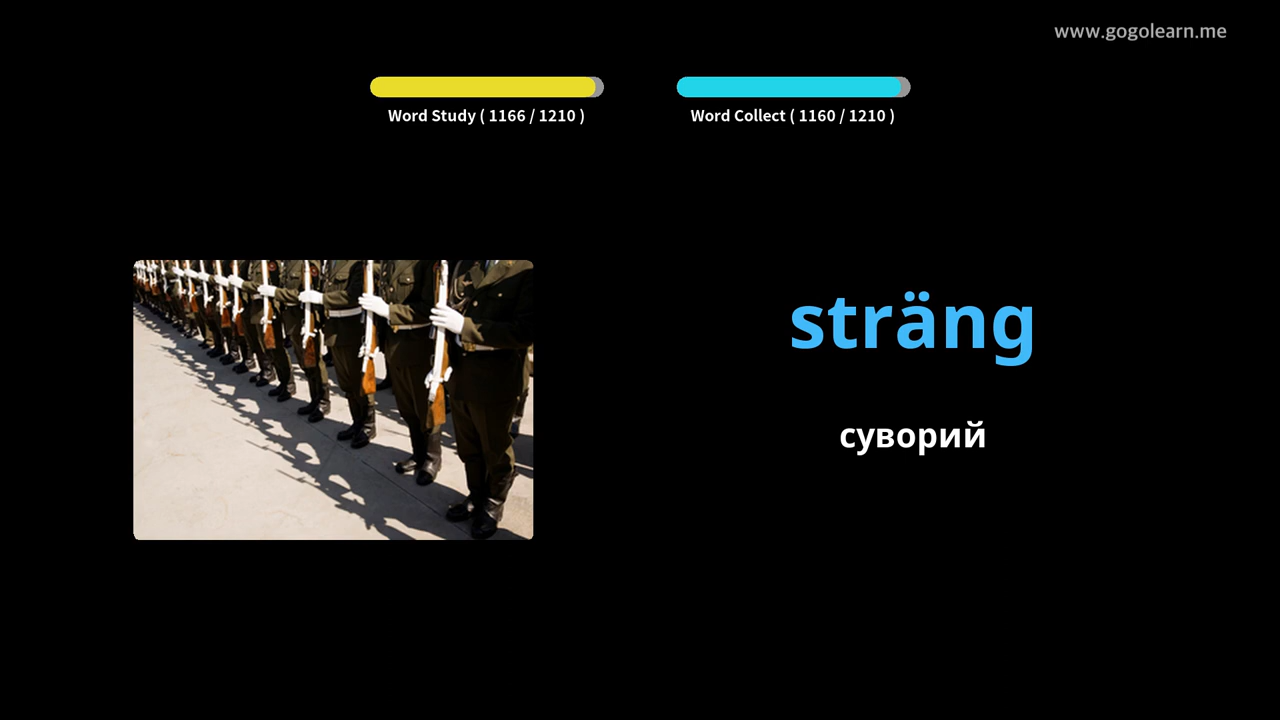 www.gogolearn.me
Word Study ( 1166 / 1210 )
Word Collect ( 1160 / 1210 )
sträng
суворий